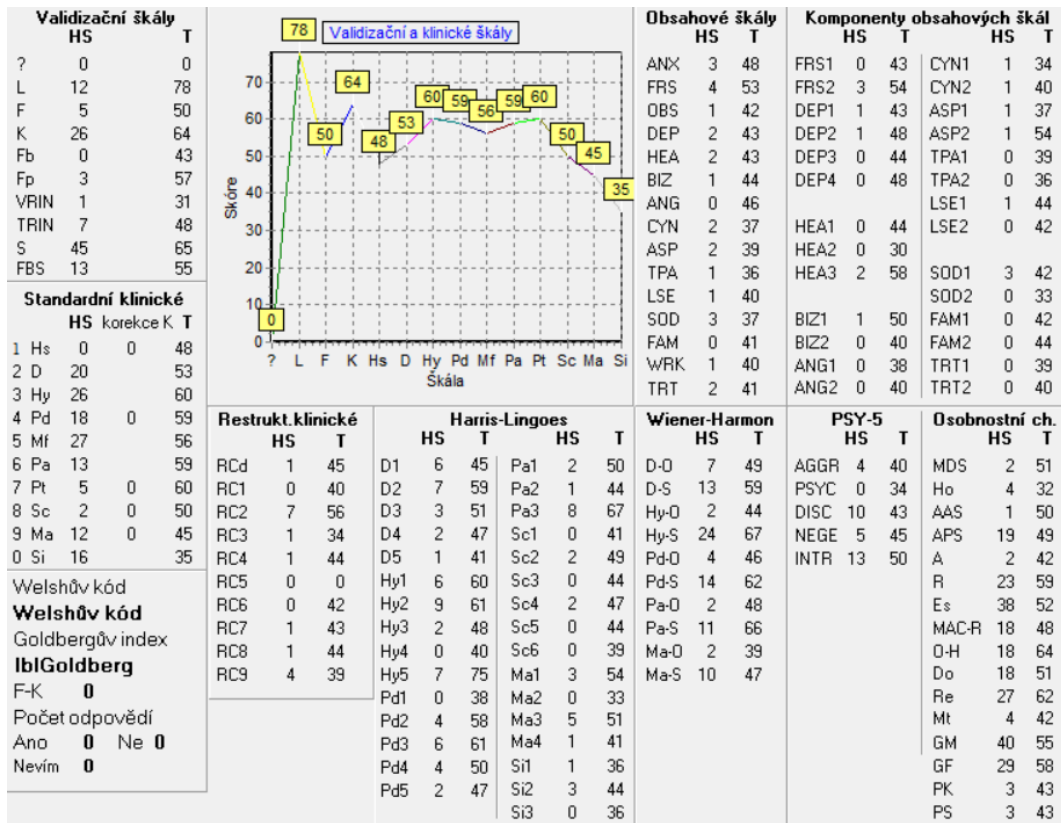 Validizační škály
HS T
? 0 0
L 12 78
F 5 50
K 26 64
Fb 0 43
Fp 3 57
VRIN 1 31
TRIN 7 48
S 45 65
FBS 13 55
Standardní klinické
HS korekce K T
1 Hs 0 0 48
2 D 20 53
3 Hy 26 60
4 Pd 18 0 59
5 Mf 27 56
6 Pa 13 59
7 Pt 5 0 60
8 Sc 2 0 50
9 Ma 12 0 45
0 Si 16 35
Welshův kód
Welshův kód
Goldbergův index
lblGoldberg
F-K 0
Počet odpovědí
Ano 0 Ne 0
Nevím 0
Validizační a klinické škály
78
50
64
48
53
60
59
56
59
60
50
45
35
0
Skóre
70
60
50
40
30
20
10
0
? L F K Hs D Hy Pd Mf Pa Pt Sc Ma Si
Škála
Obsahové škály
HS T
ANX 3 48
FRS 4 53
OBS 1 42
DEP 2 43
HEA 2 43
BIZ 1 44
ANG 0 46
CYN 2 37
ASP 2 39
TPA 1 36
LSE 1 40
SOD 3 37
FAM 0 41
WRK 1 40
TRT 2 41
Komponenty obsahových škál
HS T HS T
FRS1 0 43 CYN1 1 34
FRS2 3 54 CYN2 1 40
DEP1 1 43 ASP1 1 37
DEP2 1 48 ASP2 1 54
DEP3 0 44 TPA1 0 39
DEP4 0 48 TPA2 0 36
LSE1 1 44
HEA1 0 44 LSE2 0 42
HEA2 0 30
HEA3 2 58 SOD1 3 42
SOD2 0 33
BIZ1 1 50 FAM1 0 42
BIZ2 0 40 FAM2 0 44
ANG1 0 38 TRT1 0 39
ANG2 0 40 TRT2 0 40
Restrukt.klinické
HS T
RCd 1 45
RC1 0 40
RC2 7 56
RC3 1 34
RC4 1 44
RC5 0 0
RC6 0 42
RC7 1 43
RC8 1 44
RC9 4 39
Harris-Lingoes
HS T HS T
D1 6 45 Pa1 2 50
D2 7 59 Pa2 1 44
D3 3 51 Pa3 8 67
D4 2 47 Sc1 0 41
D5 1 41 Sc2 2 49
Hy1 6 60 Sc3 0 44
Hy2 9 61 Sc4 2 47
Hy3 2 48 Sc5 0 44
Hy4 0 40 Sc6 0 39
Hy5 7 75 Ma1 3 54
Pd1 0 38 Ma2 0 33
Pd2 4 58 Ma3 5 51
Pd3 6 61 Ma4 1 41
Pd4 4 50 Si1 1 36
Pd5 2 47 Si2 3 44
Si3 0 36
Wiener-Harmon
HS T
D-O 7 49
D-S 13 59
Hy-O 2 44
Hy-S 24 67
Pd-O 4 46
Pd-S 14 62
Pa-O 2 48
Pa-S 11 66
Ma-O 2 39
Ma-S 10 47
PSY-5
HS T
AGGR 4 40
PSYC 0 34
DISC 10 43
NEGE 5 45
INTR 13 50
Osobnostní ch.
HS T
MDS 2 51
Ho 4 32
AAS 1 50
APS 19 49
A 2 42
R 23 59
Es 38 52
MAC-R 18 48
O-H 18 64
Do 18 51
Re 27 62
Mt 4 42
GM 40 55
GF 29 58
PK 3 43
PS 3 43